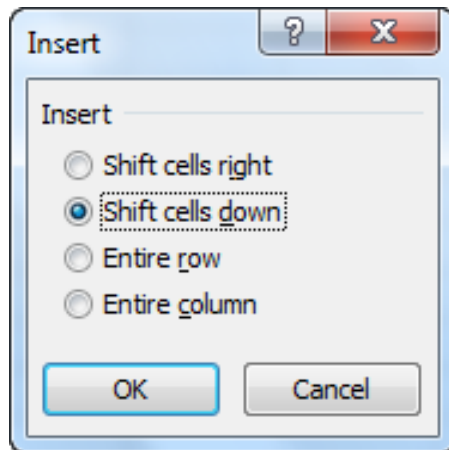 Insert ?
Insert
Shift cells right
Shift cells down
Entire row
Entire column
OK Cancel